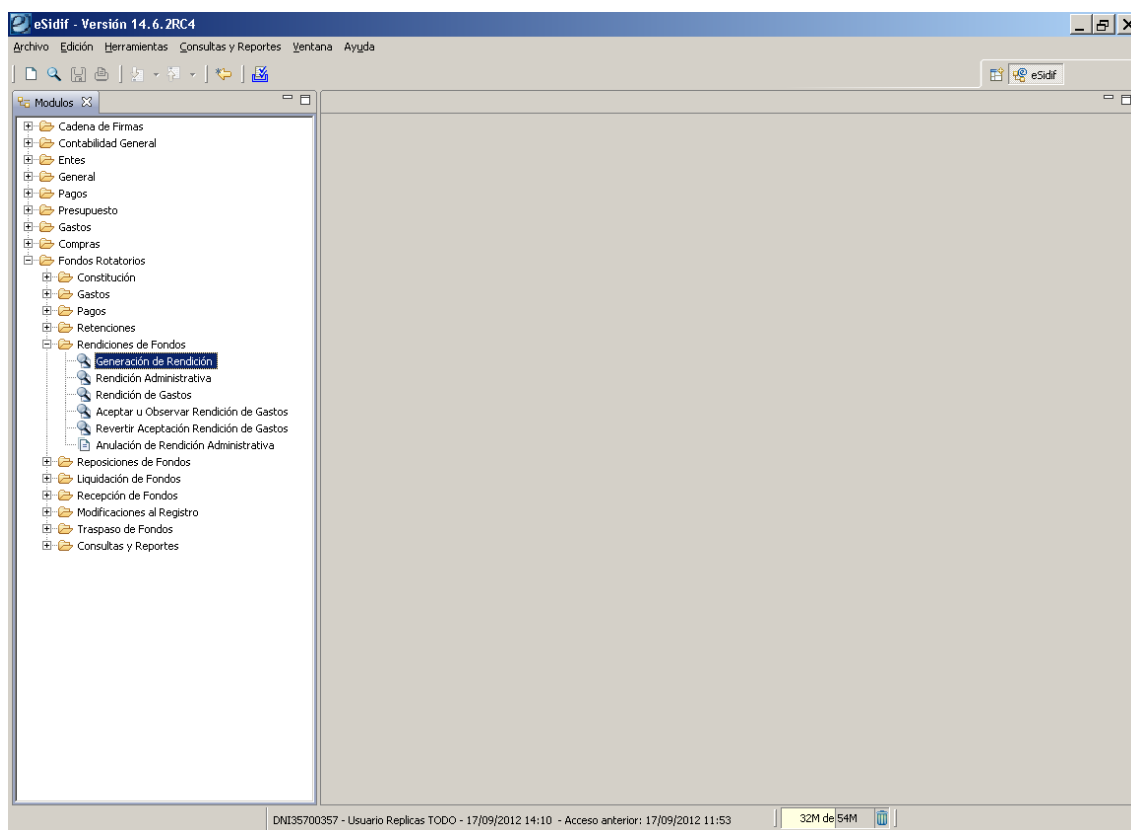 eSidif - Versión 14.6.2RC4
Archivo Edición Herramientas Consultas y Reportes Ventana Ayuda
eSidif
Modulos
Cadena de Firmas
Contabilidad General
Entes
General
Pagos
Presupuesto
Gastos
Compras
Fondos Rotatorios
Constitución
Gastos
Pagos
Retenciones
Rendiciones de Fondos
Generación de Rendición
Rendición Administrativa
Rendición de Gastos
Aceptar u Observar Rendición de Gastos
Revertir Aceptación Rendición de Gastos
Anulación de Rendición Administrativa
Reposiciones de Fondos
Liquidación de Fondos
Recepción de Fondos
Modificaciones al Registro
Traspaso de Fondos
Consultas y Reportes
DNI35700357 - Usuario Replicas TODO - 17/09/2012 14:10 - Acceso anterior: 17/09/2012 11:53
32M de 54M